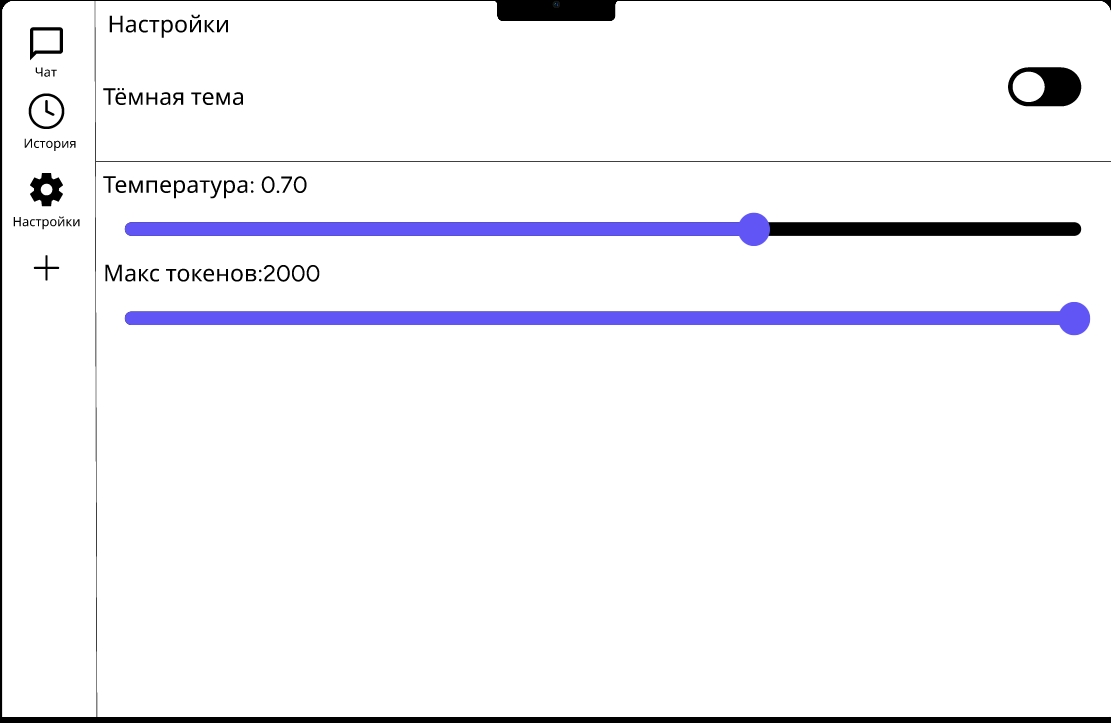 Чат
История
Настройки
Настройки
Тёмная тема
Температура: 0.70
Макс токенов:2000